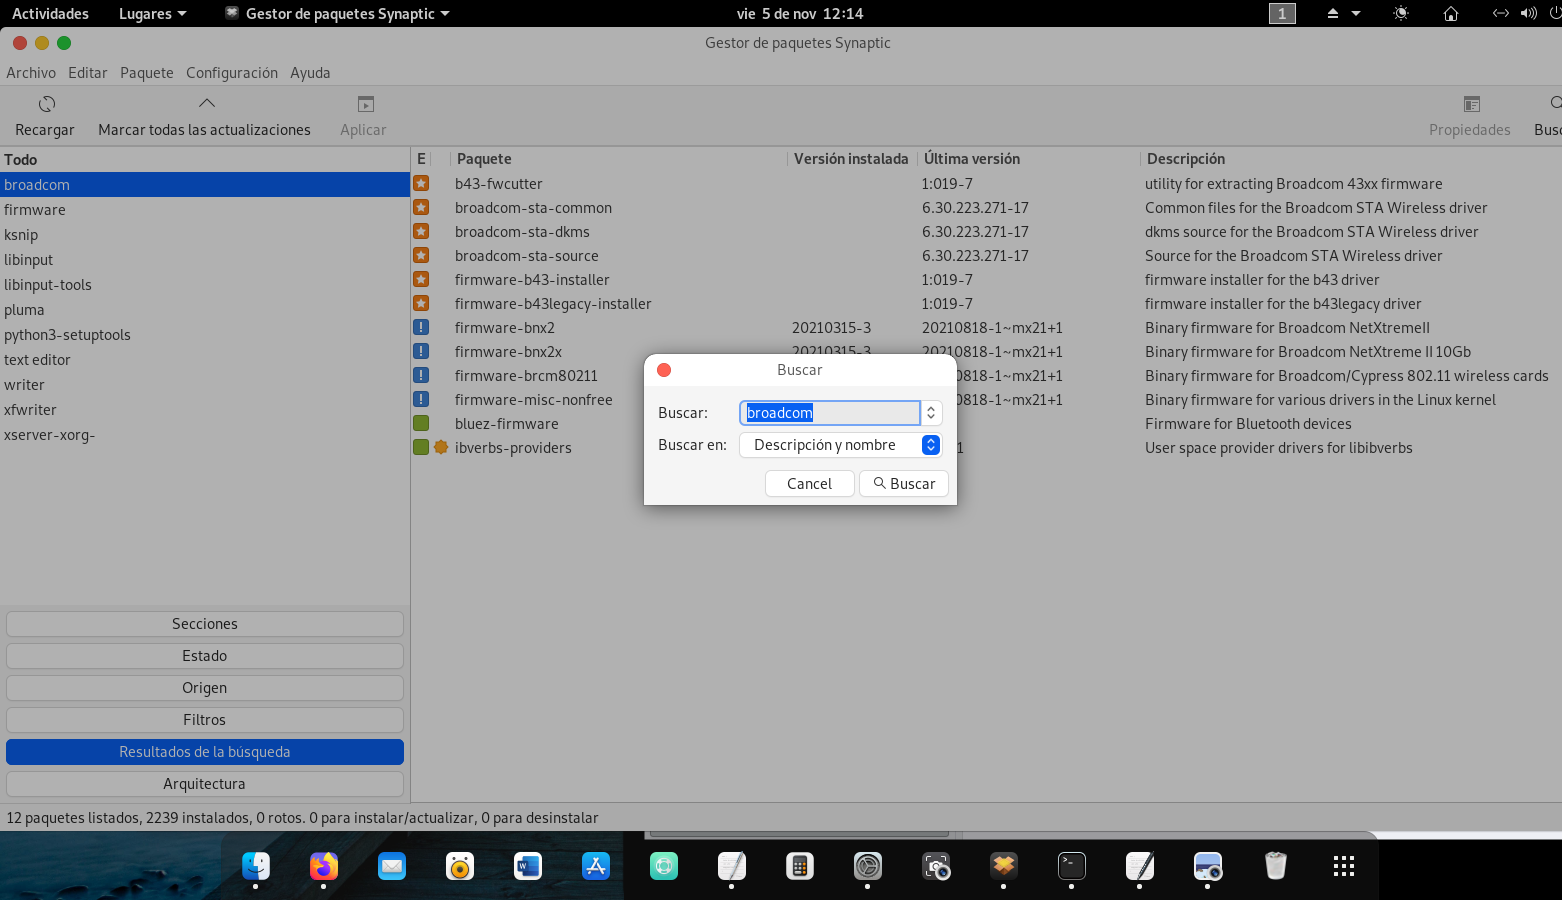 Actividades Lugares Gestor de paquetes Synaptic vie 5 de nov 12:14 1
Gestor de paquetes Synaptic
Archivo Editar Paquete Configuración Ayuda
Recargar Marcar todas las actualizaciones Aplicar Propiedades Busc
Todo
broadcom
firmware
ksnip
libinput
libinput-tools
pluma
python3-setuptools
text editor
writer
xfwriter
xserver-xorg-
Secciones
Estado
Origen
Filtros
Resultados de la búsqueda
Arquitectura
E Paquete Versión instalada Última versión Descripción
b43-fwcutter 1:019-7 utility for extracting Broadcom 43xx firmware
broadcom-sta-common 6.30.223.271-17 Common files for the Broadcom STA Wireless driver
broadcom-sta-dkms 6.30.223.271-17 dkms source for the Broadcom STA Wireless driver
broadcom-sta-source 6.30.223.271-17 Source for the Broadcom STA Wireless driver
firmware-b43-installer 1:019-7 firmware installer for the b43 driver
firmware-b43legacy-installer 1:019-7 firmware installer for the b43legacy driver
firmware-bnx2 20210315-3 20210818-1~mx21+1 Binary firmware for Broadcom NetXtremeII
firmware-bnx2x 20210315-3 20210818-1~mx21+1 Binary firmware for Broadcom NetXtreme II 10Gb
firmware-brcm80211 0818-1~mx21+1 Binary firmware for Broadcom/Cypress 802.11 wireless cards
firmware-misc-nonfree 0818-1~mx21+1 Binary firmware for various drivers in the Linux kernel
bluez-firmware Firmware for Bluetooth devices
ibverbs-providers 1 User space provider drivers for libibverbs
Buscar
Buscar: broadcom
Buscar en: Descripción y nombre
Cancel Buscar
12 paquetes listados, 2239 instalados, 0 rotos. 0 para instalar/actualizar, 0 para desinstalar